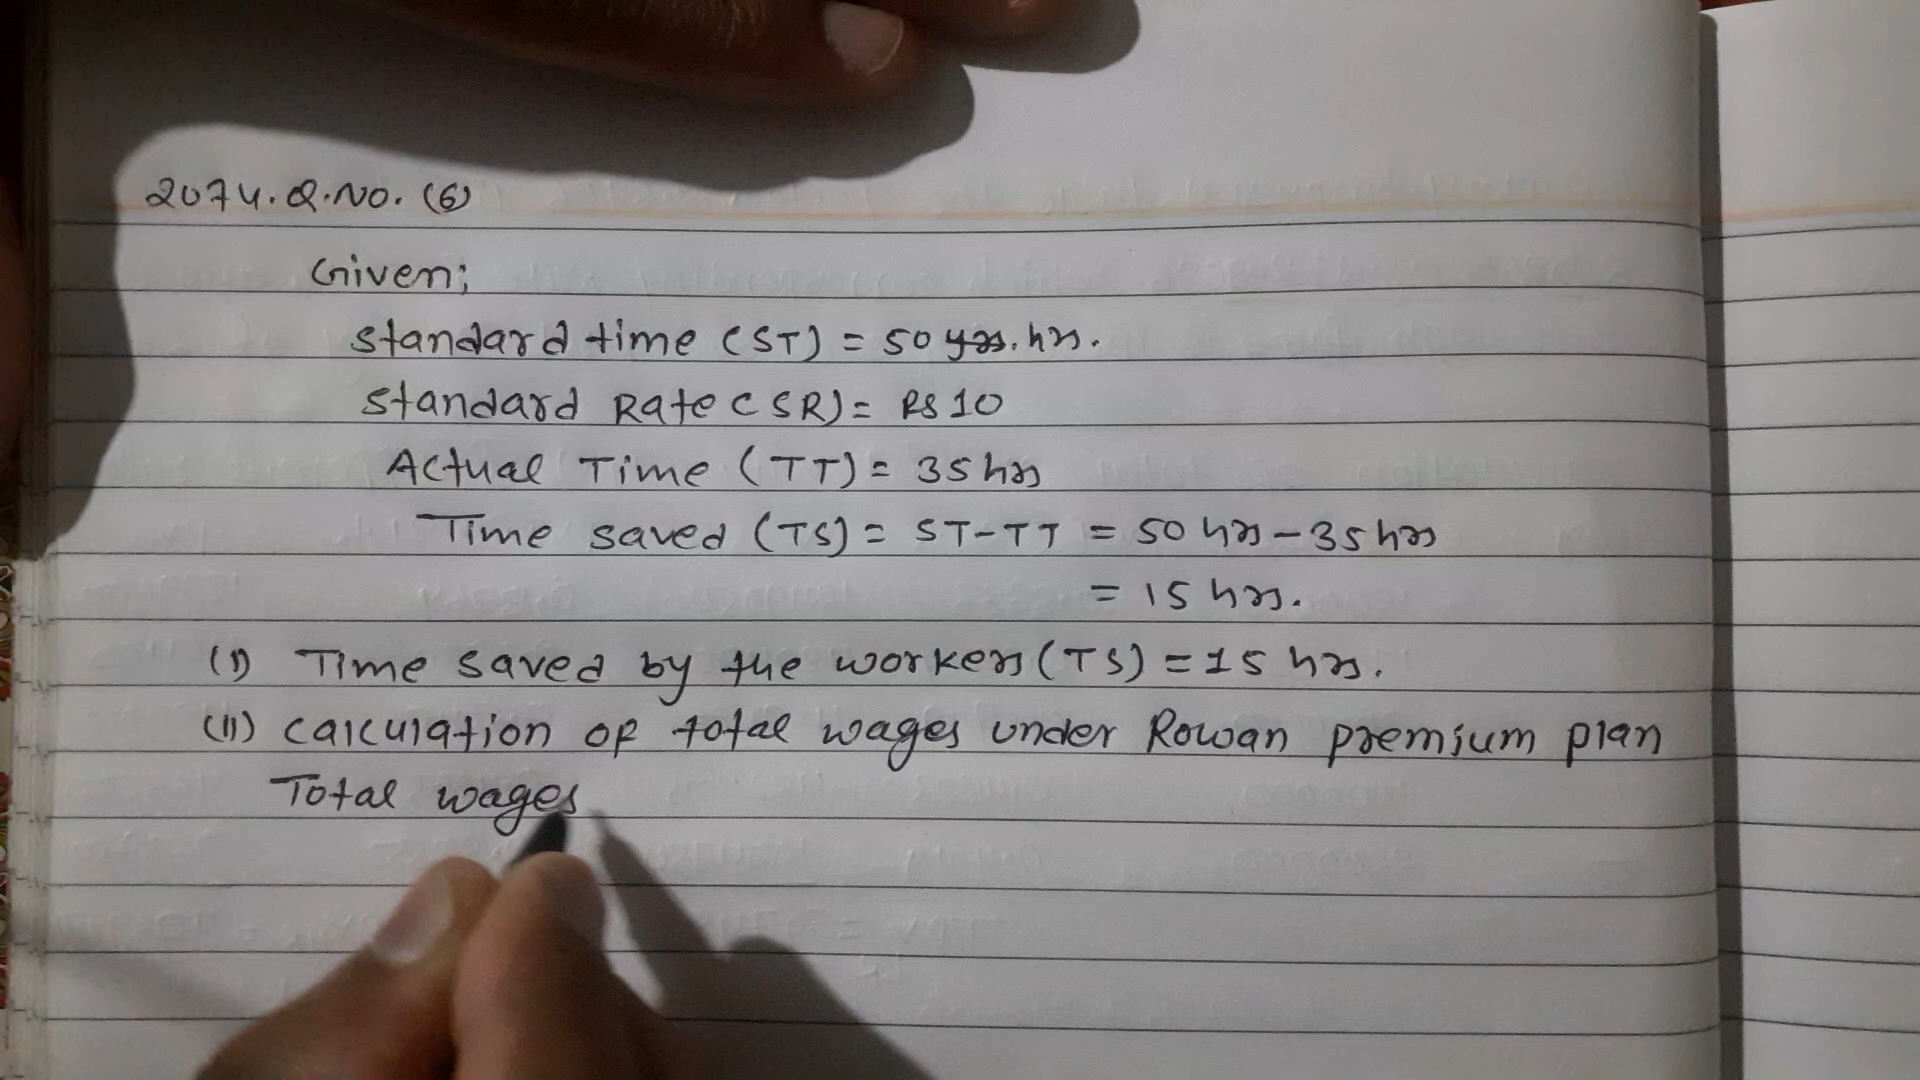 2074.Q.No. (6)
Given;
Standard time (ST) = 50 yrs. hrs.
Standard Rate (SR) = RS 10
Actual Time (TT) = 35 hrs
Time saved (TS) = ST-TT = 50 hrs - 35 hrs
= 15 hrs.
(I) Time saved by the workers (TS) = 15 hrs.
(II) Calculation of total wages under Rowan premium plan
Total wages